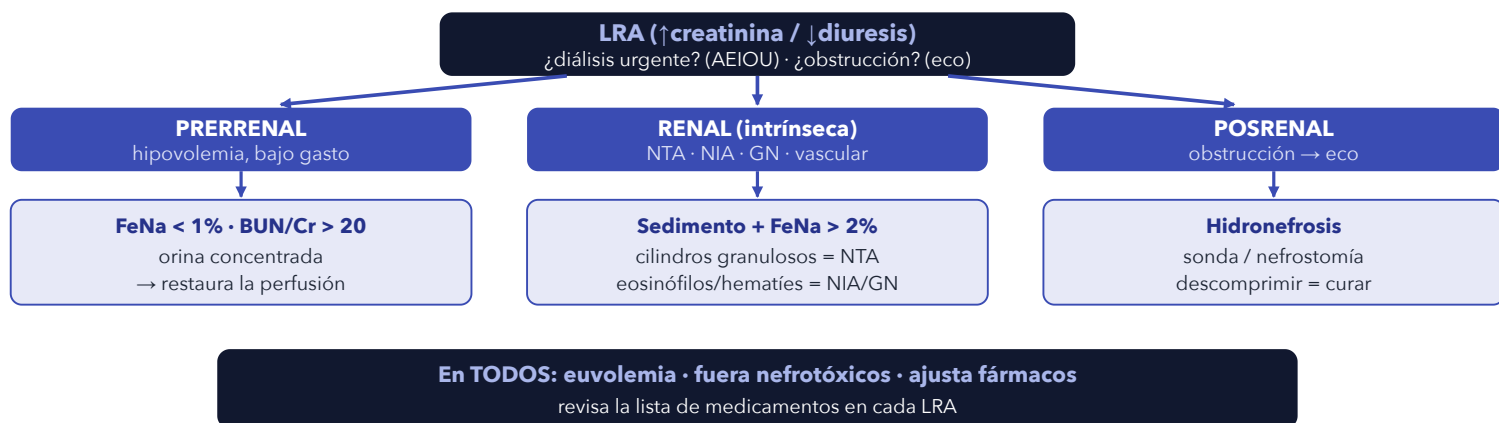 LRA (↑creatinina / ↓diuresis)
¿diálisis urgente? (AEIOU) · ¿obstrucción? (eco)
PRERRENAL
hipovolemia, bajo gasto
RENAL (intrínseca)
NTA · NIA · GN · vascular
POSRENAL
obstrucción → eco
FeNa < 1% · BUN/Cr > 20
orina concentrada
→ restaura la perfusión
Sedimento + FeNa > 2%
cilindros granulosos = NTA
eosinófilos/hematíes = NIA/GN
Hidronefrosis
sonda / nefrostomía
descomprimir = curar
En TODOS: euvolemia · fuera nefrotóxicos · ajusta fármacos
revisa la lista de medicamentos en cada LRA